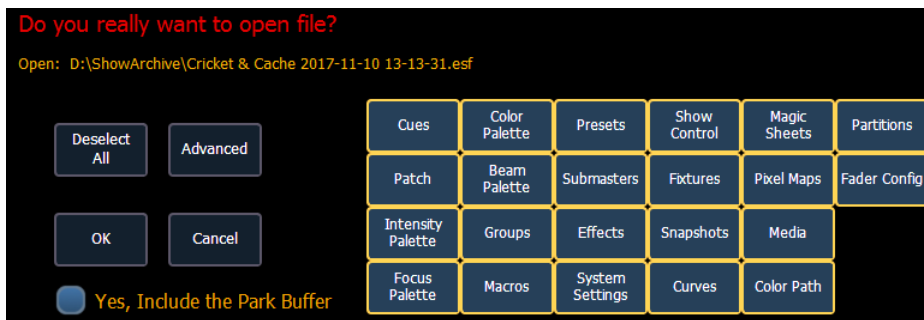 Do you really want to open file?
Open: D:\ShowArchive\Cricket & Cache 2017-11-10 13-13-31.esf
Deselect
All
Advanced
OK
Cancel
Yes, Include the Park Buffer
Cues
Color
Palette
Presets
Show
Control
Magic
Sheets
Partitions
Patch
Beam
Palette
Submasters
Fixtures
Pixel Maps
Fader Config
Intensity
Palette
Groups
Effects
Snapshots
Media
Focus
Palette
Macros
System
Settings
Curves
Color Path